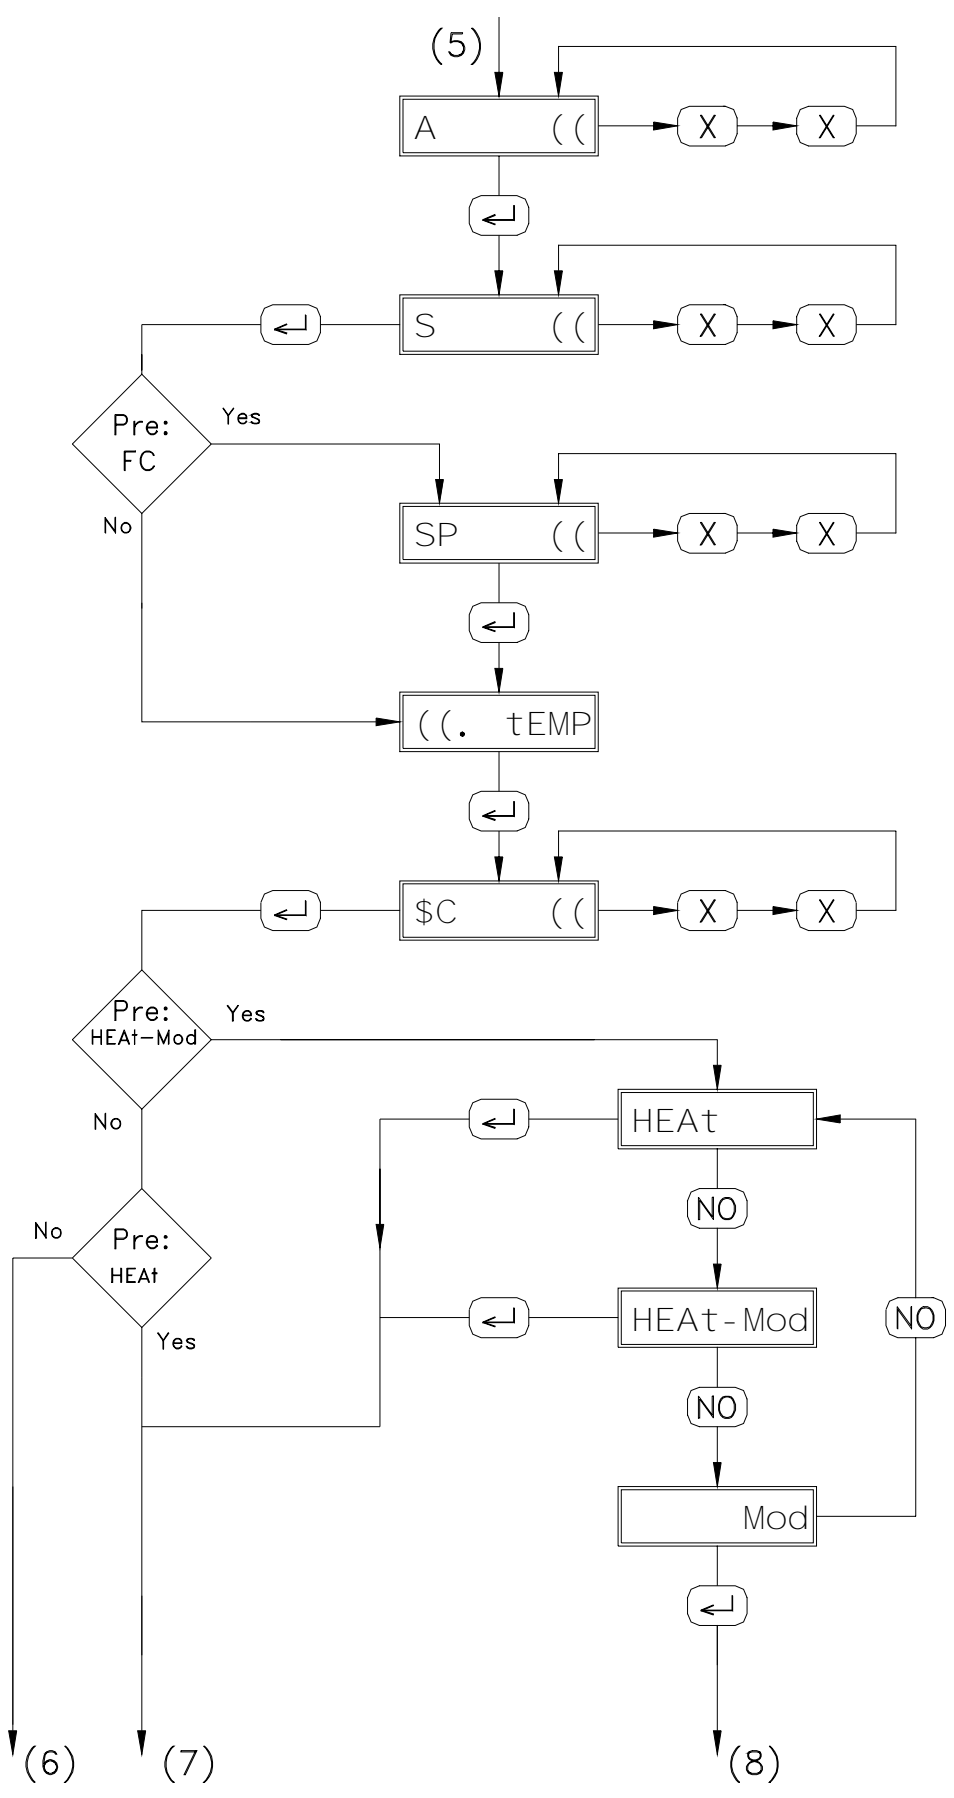 (5)
A ((
X X
S ((
X X
Pre:
FC
Yes
No
SP ((
X X
((. tEMP
$C ((
X X
Pre:
HEAt-Mod
Yes
No
HEAt
NO
Pre:
HEAt
No
Yes
HEAt-Mod
NO
NO
Mod
(6)
(7)
(8)